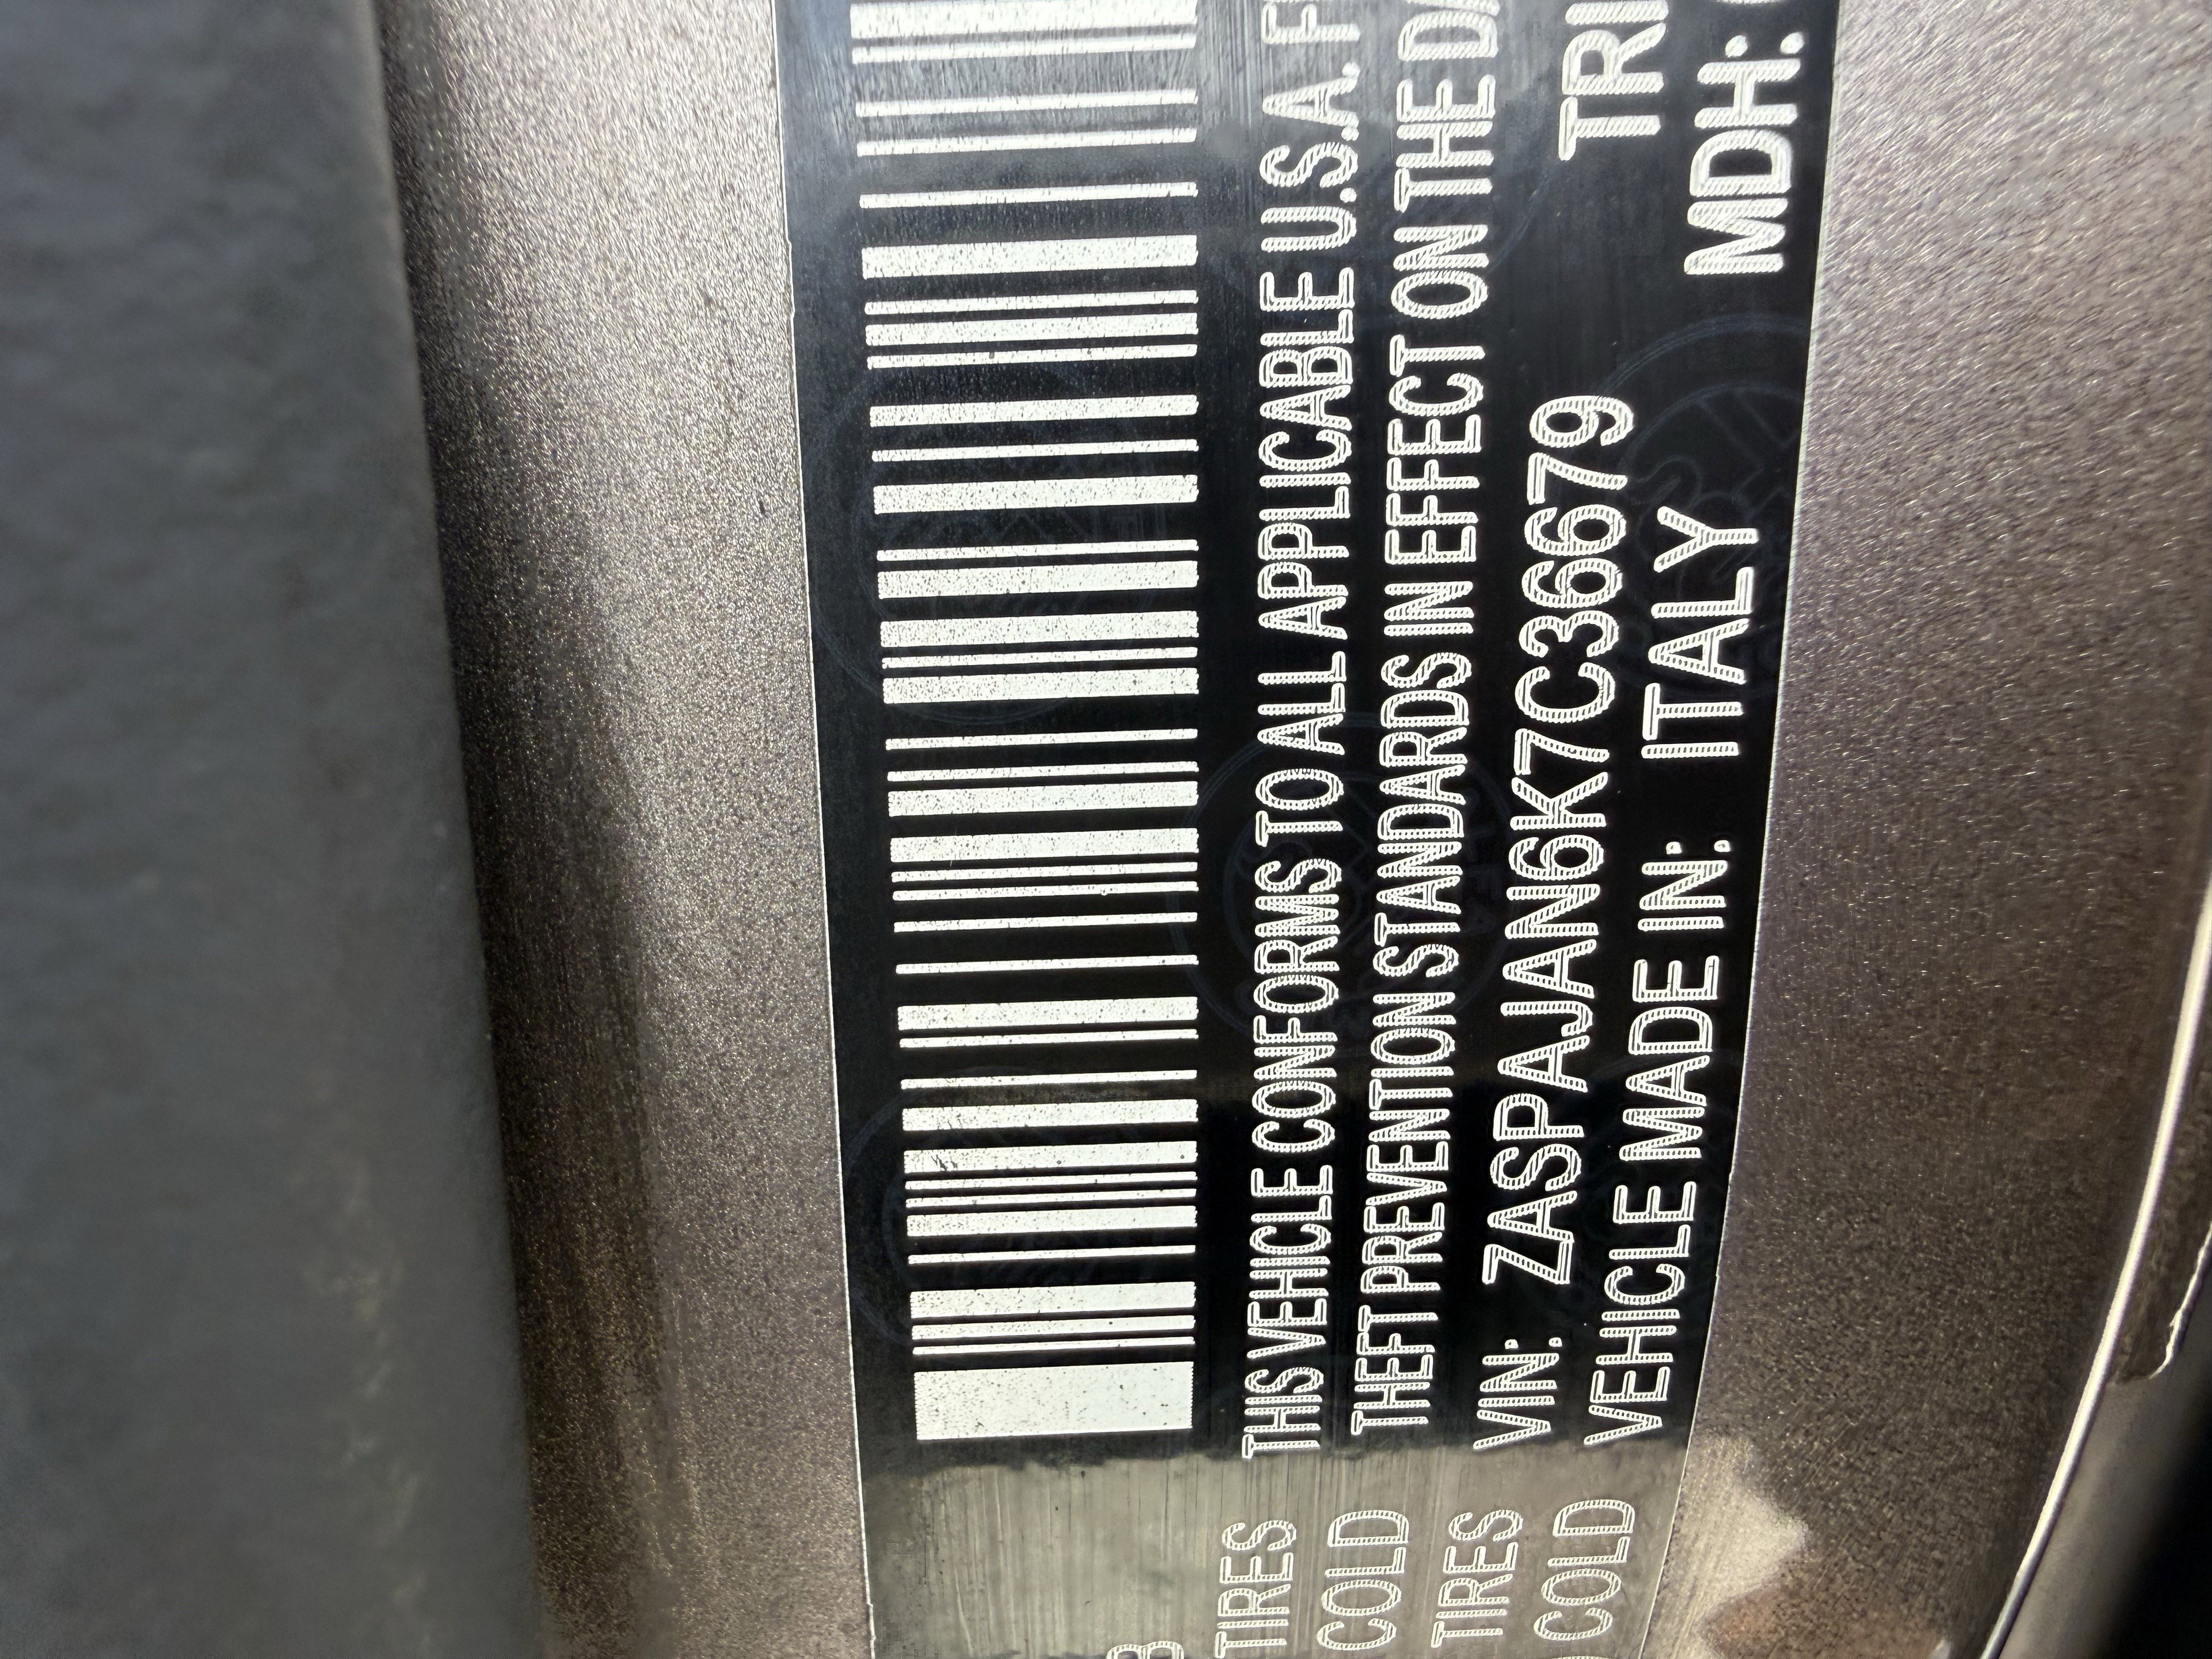 THIS VEHICLE CONFORMS TO ALL APPLICABLE U.S.A.
THEFT PREVENTION STANDARDS IN EFFECT ON THE
VIN: ZASPAJAN6K7C36679
VEHICLE MADE IN: ITALY MDH:
TIRES
COLD
TIRES
COLD